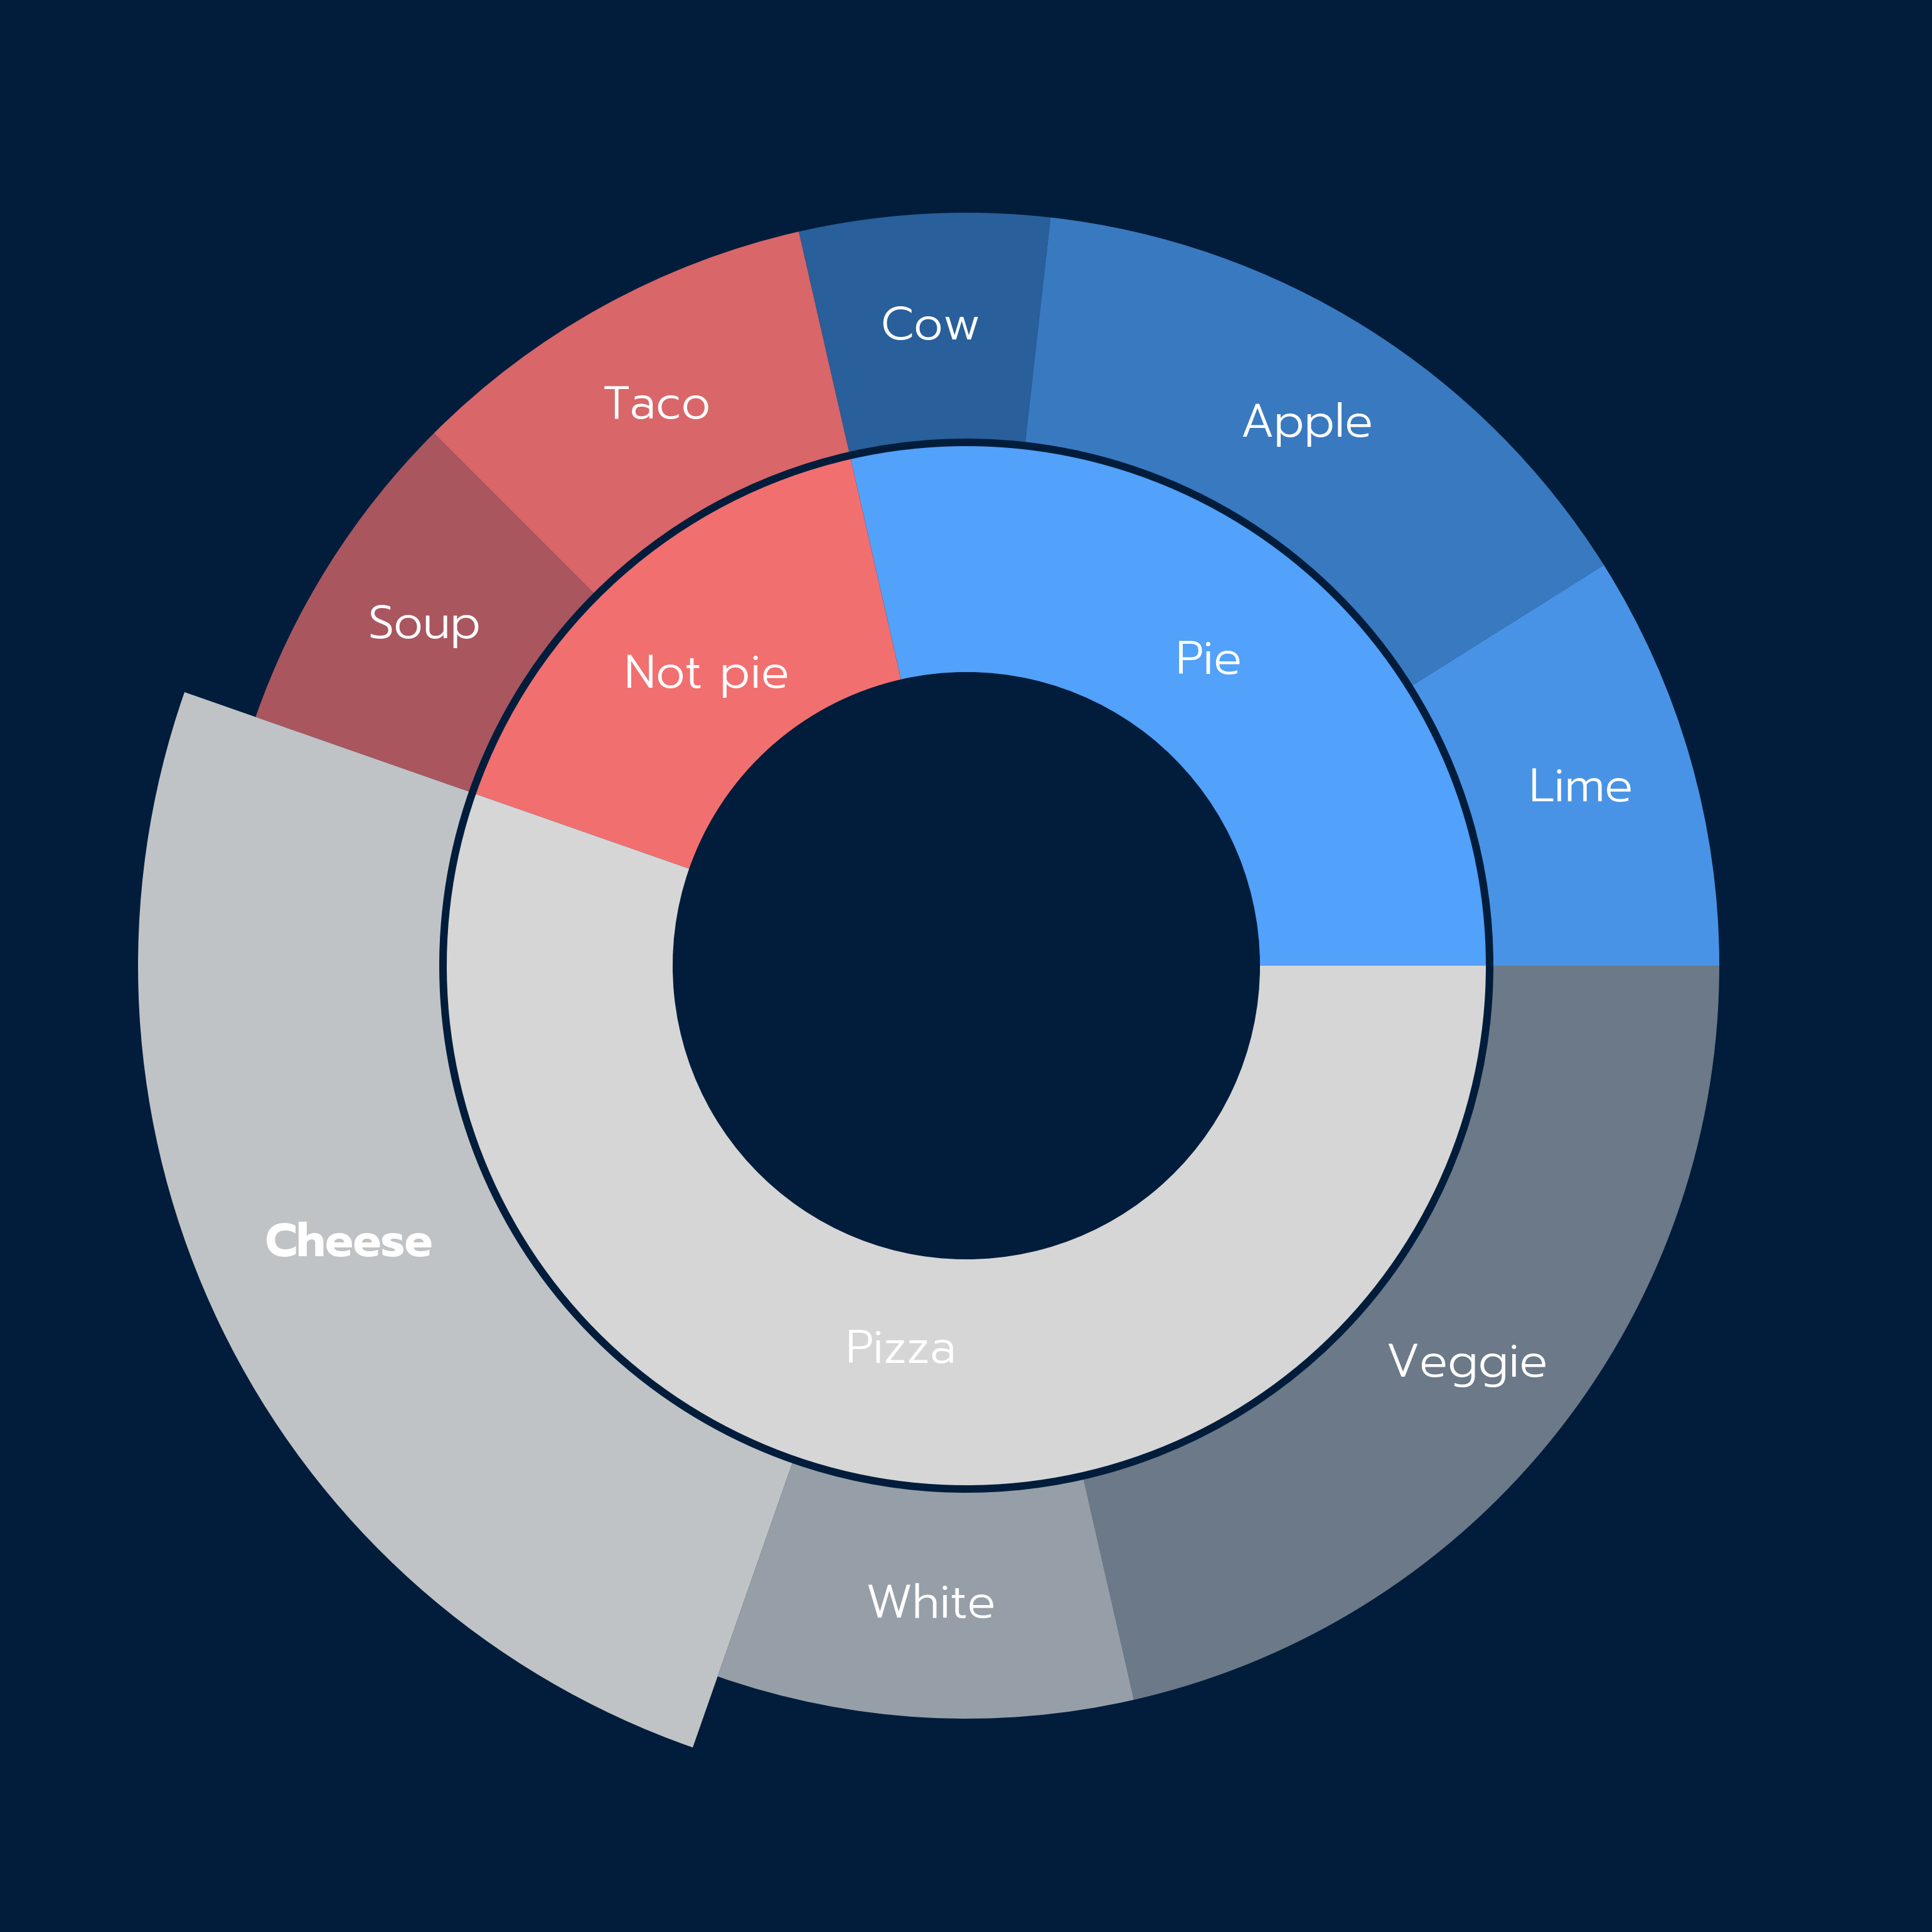 Cow
Taco
Apple
Soup
Not pie
Pie
Lime
Cheese
Pizza
Veggie
White